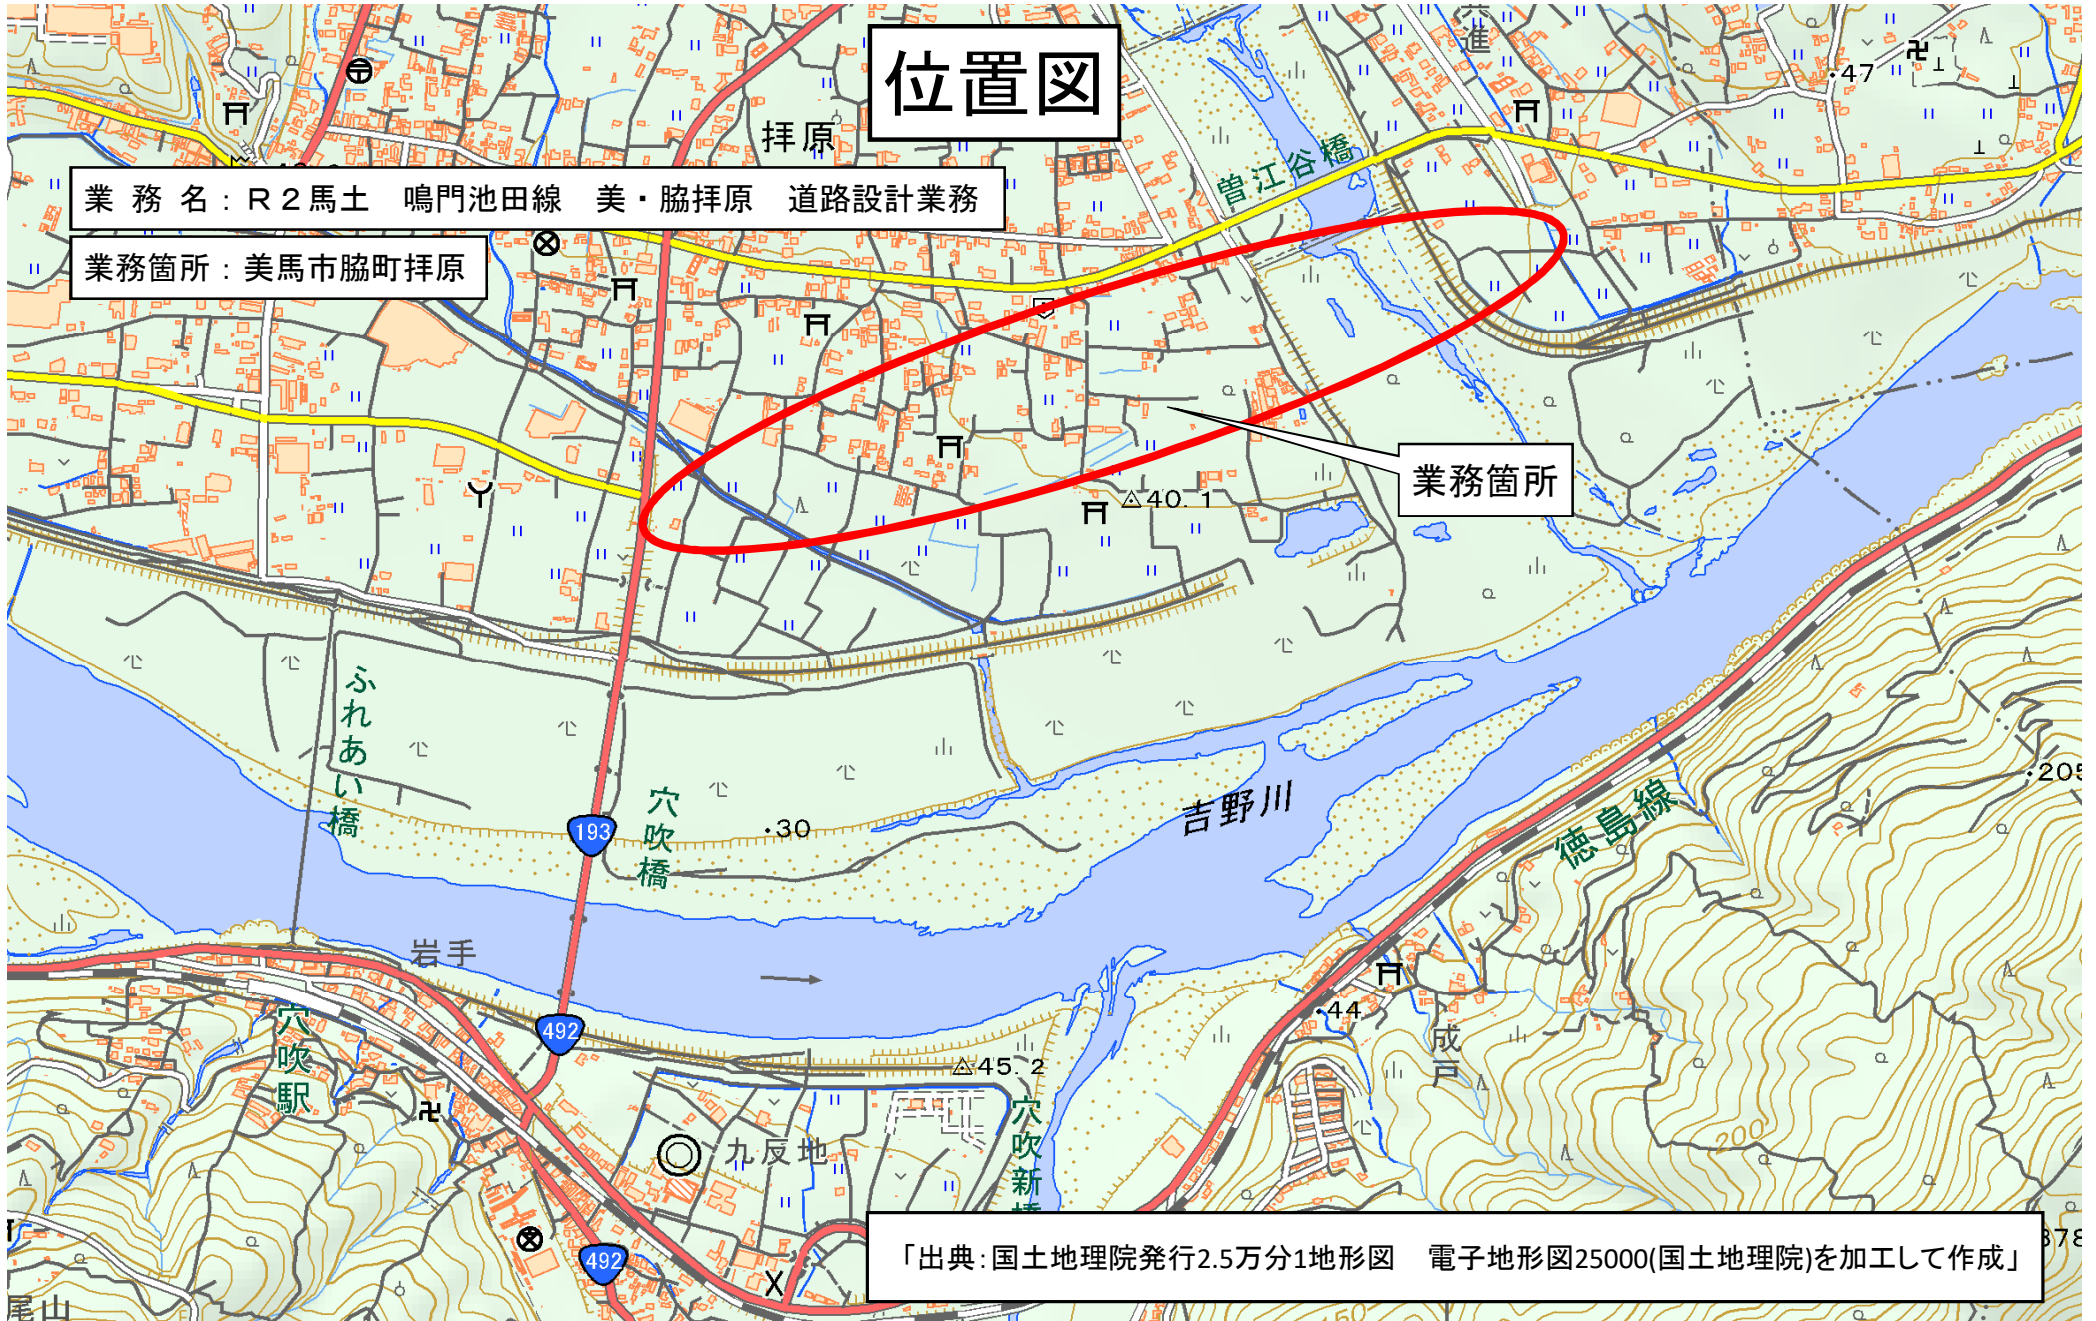 位置図
業務名：Ｒ２馬土　鳴門池田線　美・脇拝原　道路設計業務
業務箇所：美馬市脇町拝原
拝原
曽江谷橋
47
業務箇所
40.1
ふれあい橋
穴吹橋
193
30
吉野川
徳島線
205
岩手
492
穴吹駅
44
成戸
45.2
九反地
穴吹新橋
200
492
尾山
「出典：国土地理院発行2.5万分1地形図　電子地形図25000(国土地理院)を加工して作成」